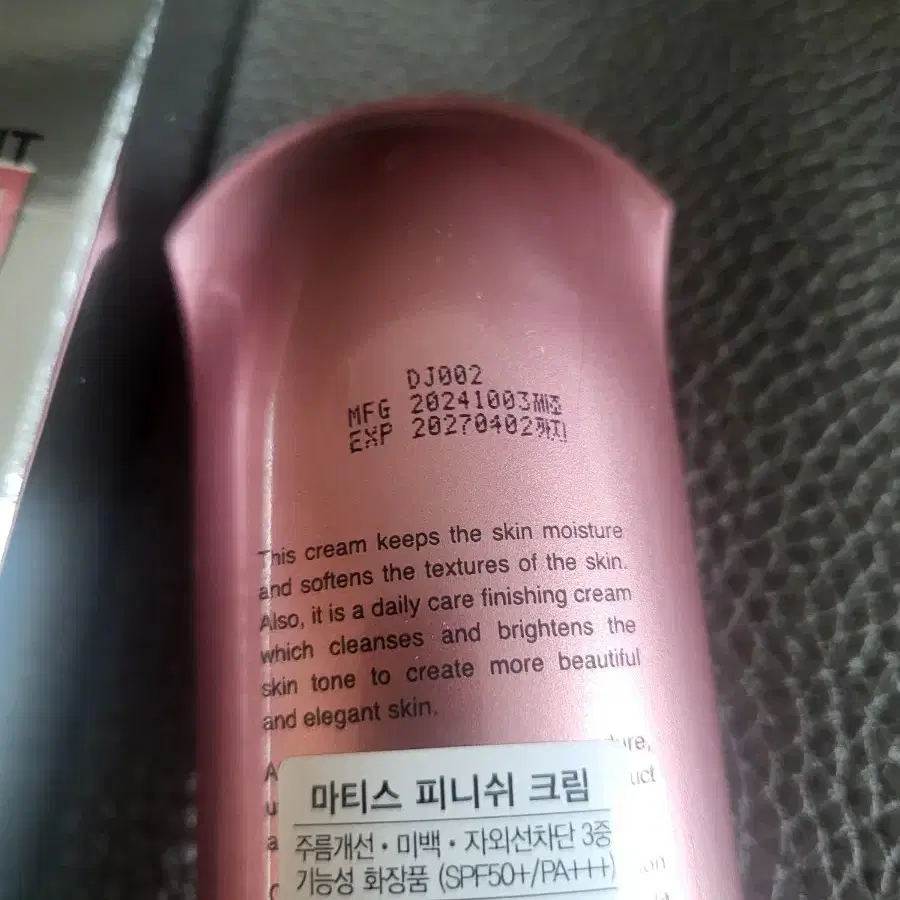 DJ002
MFG 20241003제조
EXP 20270402까지
This cream keeps the skin moisture
and softens the textures of the skin.
Also, it is a daily care finishing cream
which cleanses and brightens the
skin tone to create more beautiful
and elegant skin.
마티스 피니쉬 크림
주름개선·미백·자외선차단 3중
기능성 화장품 (SPF50+/PA+++)